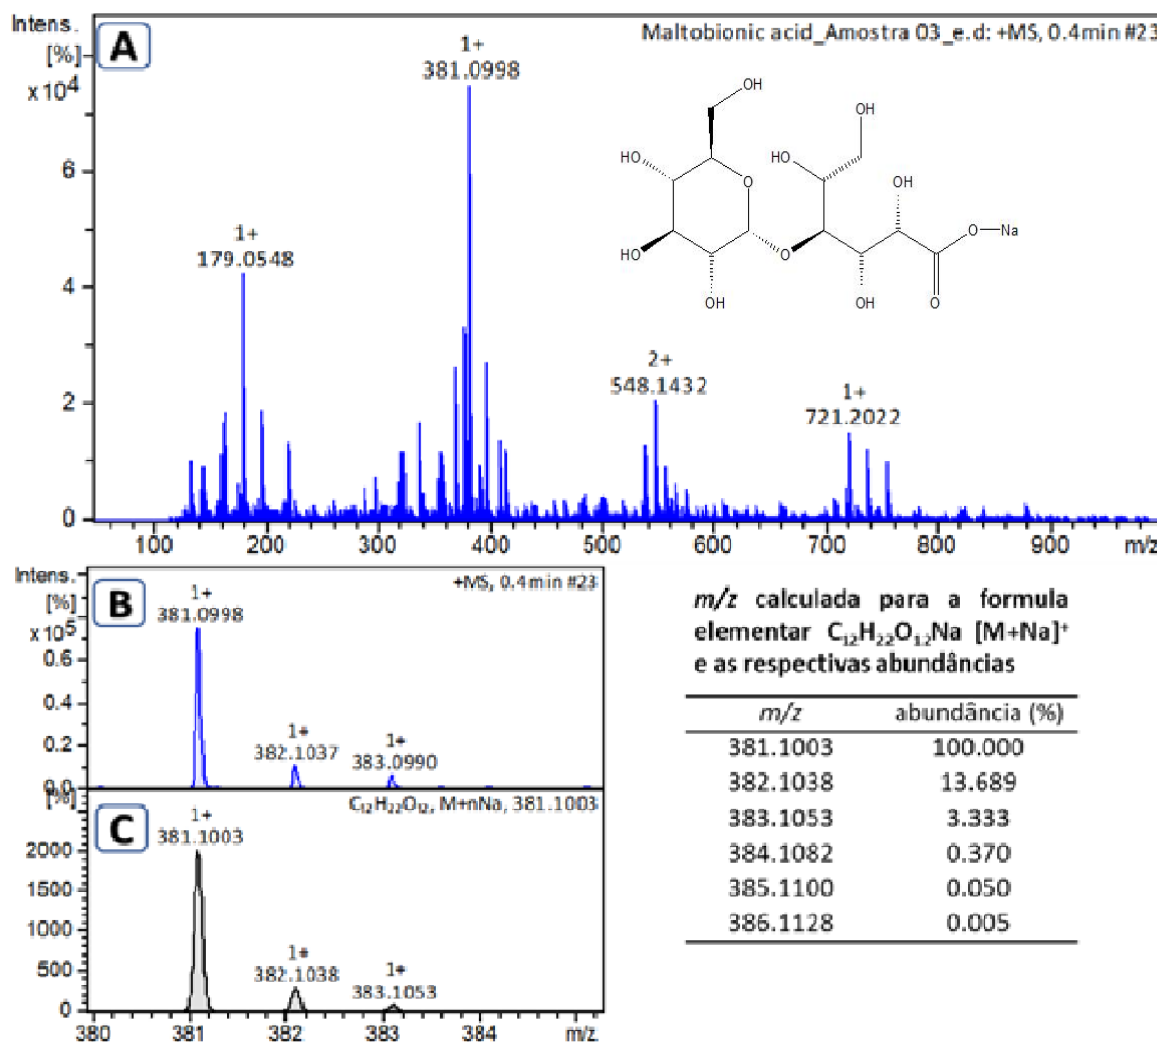 Intens.
[%]
x10⁴
A
Maltobionic acid_Amostra 03_e.d: +MS, 0.4min #23
1+
381.0998
1+
179.0548
2+
548.1432
1+
721.2022
OH
HO
HO
OH
O
O
HO
OH
OH
OH
O
O—Na
6
4
2
0
100 200 300 400 500 600 700 800 900 m/z
Intens.
[%]
x10⁵
B
+MS, 0.4min #23
1+
381.0998
1+
382.1037
1+
383.0990
0.6
0.4
0.2
0.0
[%]
C
C₁₂H₂₂O₁₂, M+nNa, 381.1003
1+
381.1003
1+
382.1038
1+
383.1053
2000
1500
1000
500
0
380 381 382 383 384 m/z
m/z calculada para a formula
elementar C₁₂H₂₂O₁₂Na [M+Na]⁺
e as respectivas abundâncias
m/z abundância (%)
381.1003 100.000
382.1038 13.689
383.1053 3.333
384.1082 0.370
385.1100 0.050
386.1128 0.005